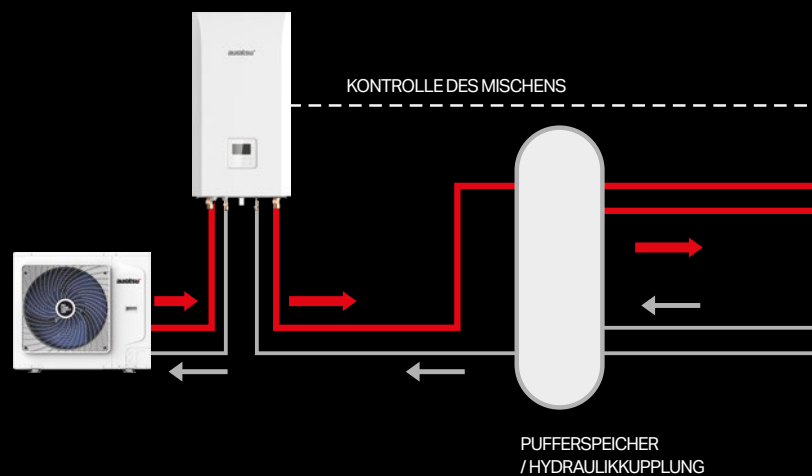 KONTROLLE DES MISCHENS
PUFFERSPEICHER
/ HYDRAULIKKUPPLUNG